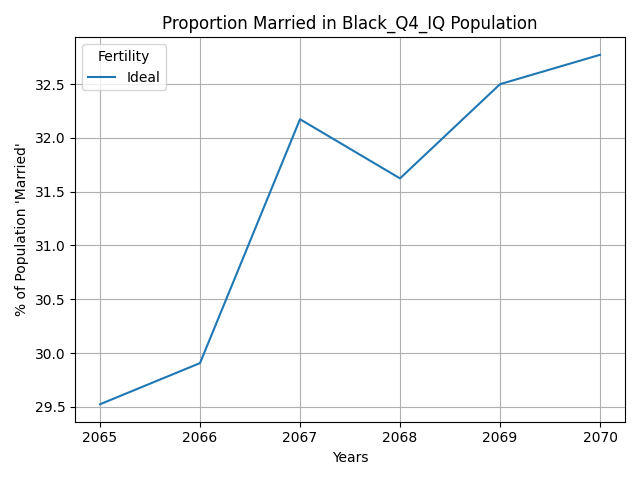 Proportion Married in Black_Q4_IQ Population
Fertility
Ideal
% of Population 'Married'
32.5
32.0
31.5
31.0
30.5
30.0
29.5
2065 2066 2067 2068 2069 2070
Years